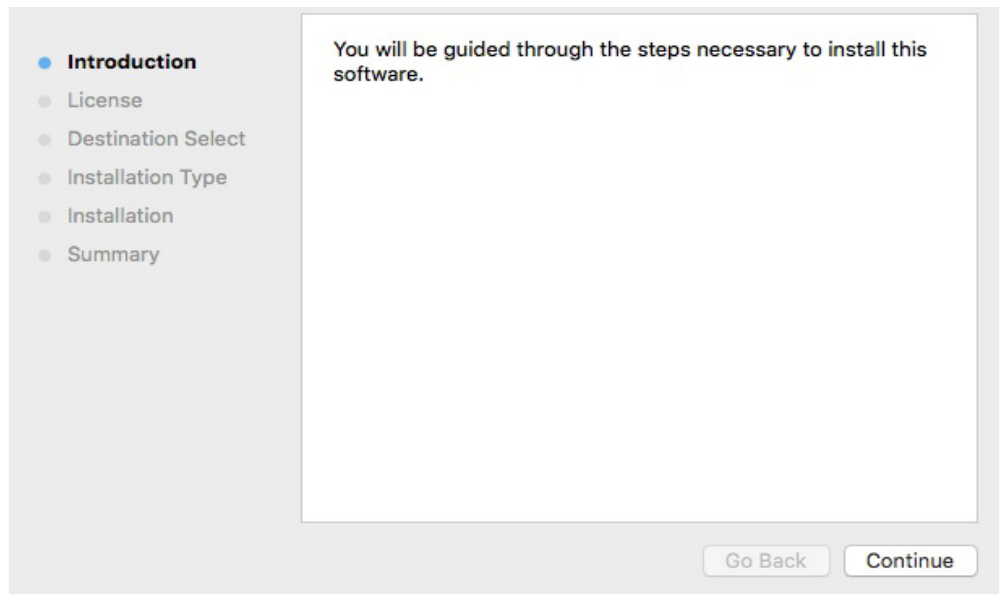 Introduction
License
Destination Select
Installation Type
Installation
Summary
You will be guided through the steps necessary to install this
software.
Go Back
Continue